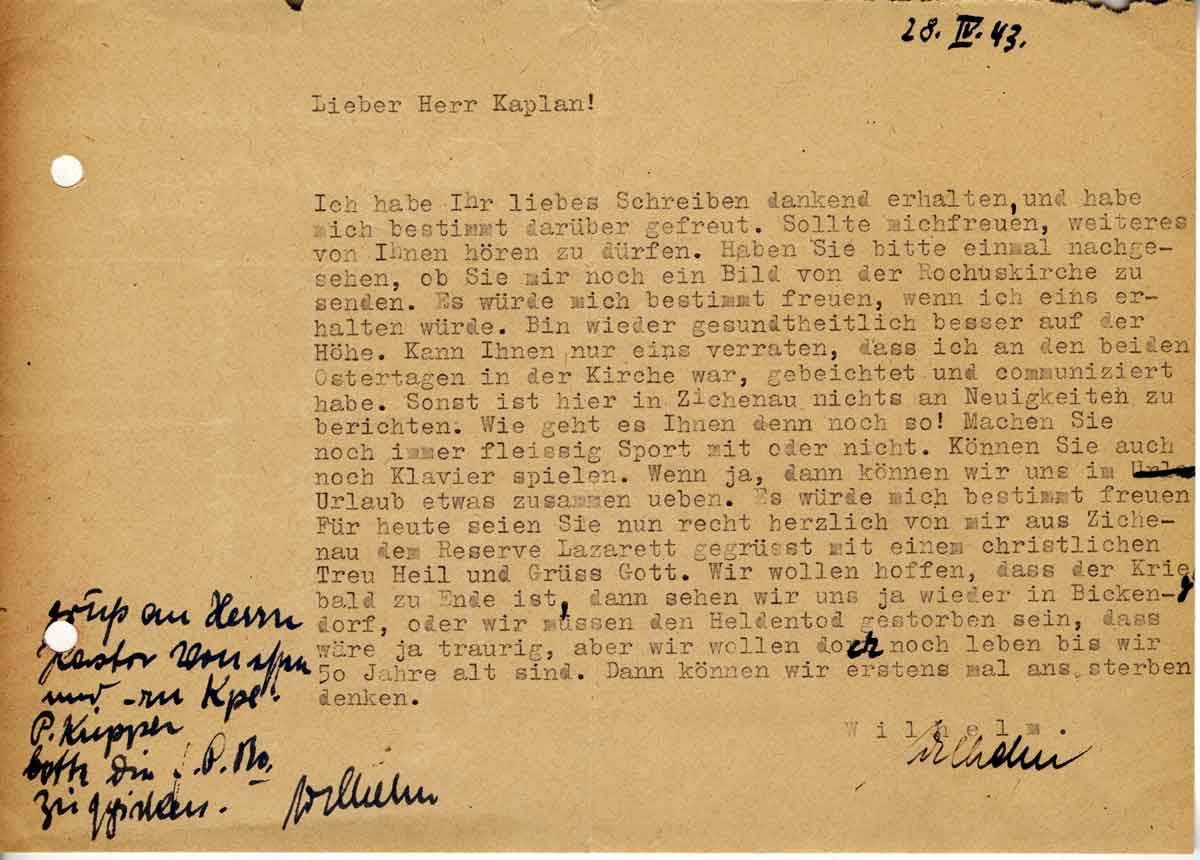 28. IV. 43.
Lieber Herr Kaplan!
Ich habe Ihr liebes Schreiben dankend erhalten,und habe
mich bestimmt darüber gefreut. Sollte michfreuen, weiteres
von Ihnen hören zu dürfen. Haben Sie bitte einmal nachge-
sehen, ob Sie mir noch ein Bild von der Rochuskirche zu
senden. Es würde mich bestimmt freuen, wenn ich eins er-
halten würde. Bin wieder gesundtheitlich besser auf der
Höhe. Kann Ihnen nur eins verraten, dass ich an den beiden
Ostertagen in der Kirche war, gebeichtet und communiziert
habe. Sonst ist hier in Zichenau nichts an Neuigkeiten zu
berichten. Wie geht es Ihnen denn noch so! Machen Sie
noch immer fleissig Sport mit oder nicht. Können Sie auch
noch Klavier spielen. Wenn ja, dann können wir uns im
Urlaub etwas zusammen ueben. Es würde mich bestimmt freuen
Für heute seien Sie nun recht herzlich von mir aus Ziche-
nau dem Reserve Lazarett gegrüsst mit einem christlichen
Treu Heil und Grüss Gott. Wir wollen hoffen, dass der Krieg
bald zu Ende ist, dann sehen wir uns ja wieder in Bicken-
dorf, oder wir müssen den Heldentod gestorben sein, dass
wäre ja traurig, aber wir wollen doch noch leben bis wir
50 Jahre alt sind. Dann können wir erstens mal ans sterben
denken.
Wilhelm.
Wilhelm
Gruß an Herrn
Pastor von
und Kpl.
P. Küpper
bitte die
zu
Wilhelm